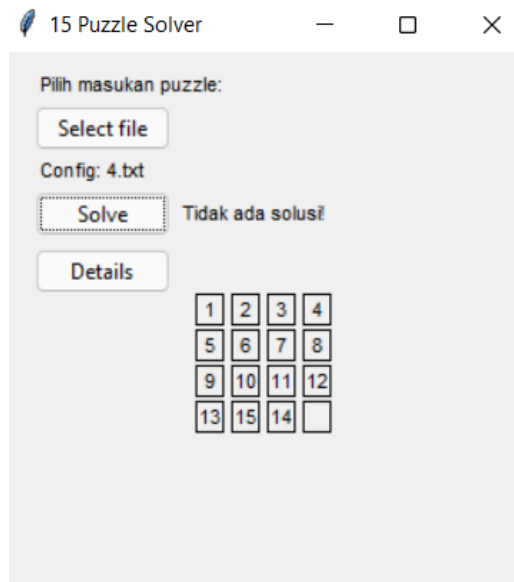 15 Puzzle Solver
Pilih masukan puzzle:
Select file
Config: 4.txt
Solve Tidak ada solusi!
Details
1 2 3 4
5 6 7 8
9 10 11 12
13 15 14